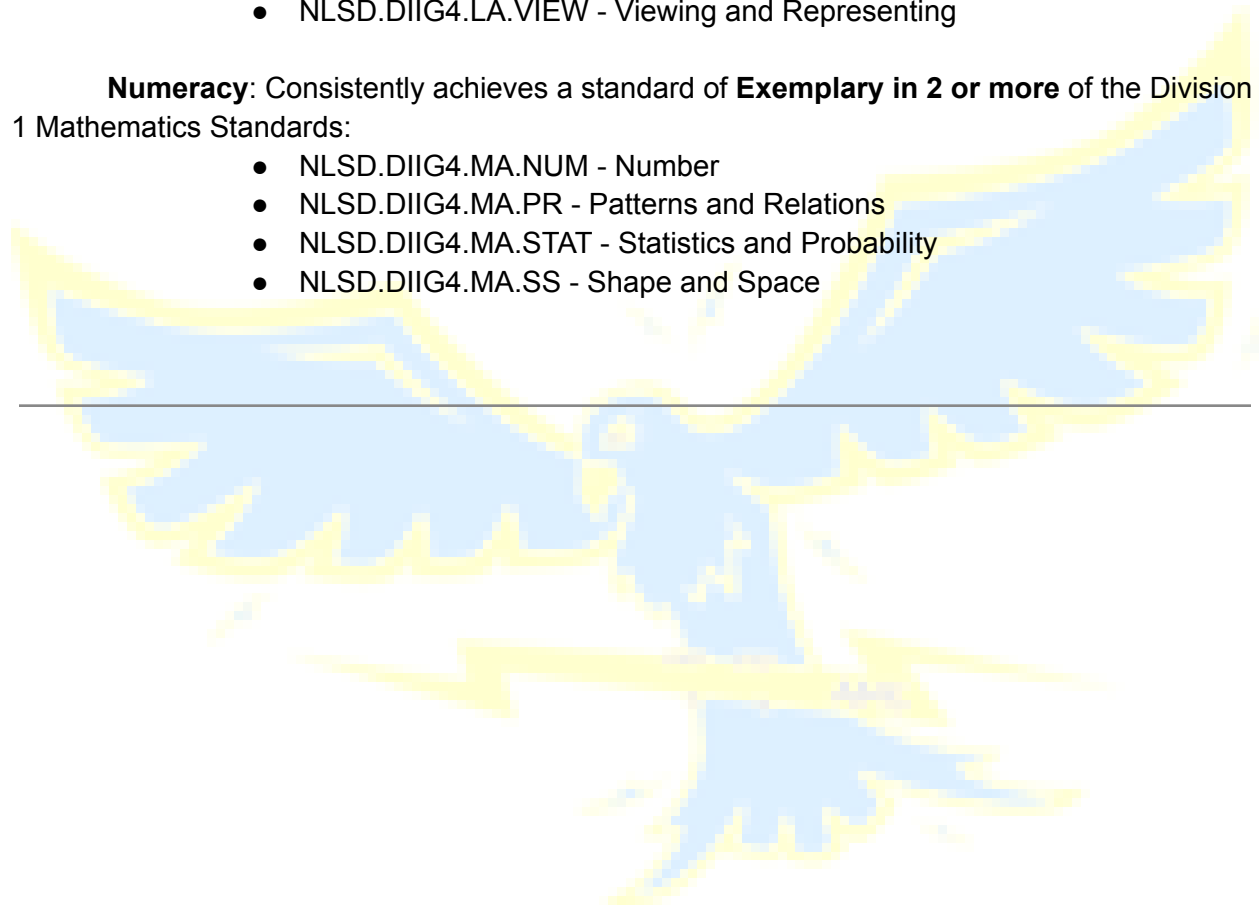 ● NLSD.DIIG4.LA.VIEW - Viewing and Representing
Numeracy: Consistently achieves a standard of Exemplary in 2 or more of the Division
1 Mathematics Standards:
● NLSD.DIIG4.MA.NUM - Number
● NLSD.DIIG4.MA.PR - Patterns and Relations
● NLSD.DIIG4.MA.STAT - Statistics and Probability
● NLSD.DIIG4.MA.SS - Shape and Space